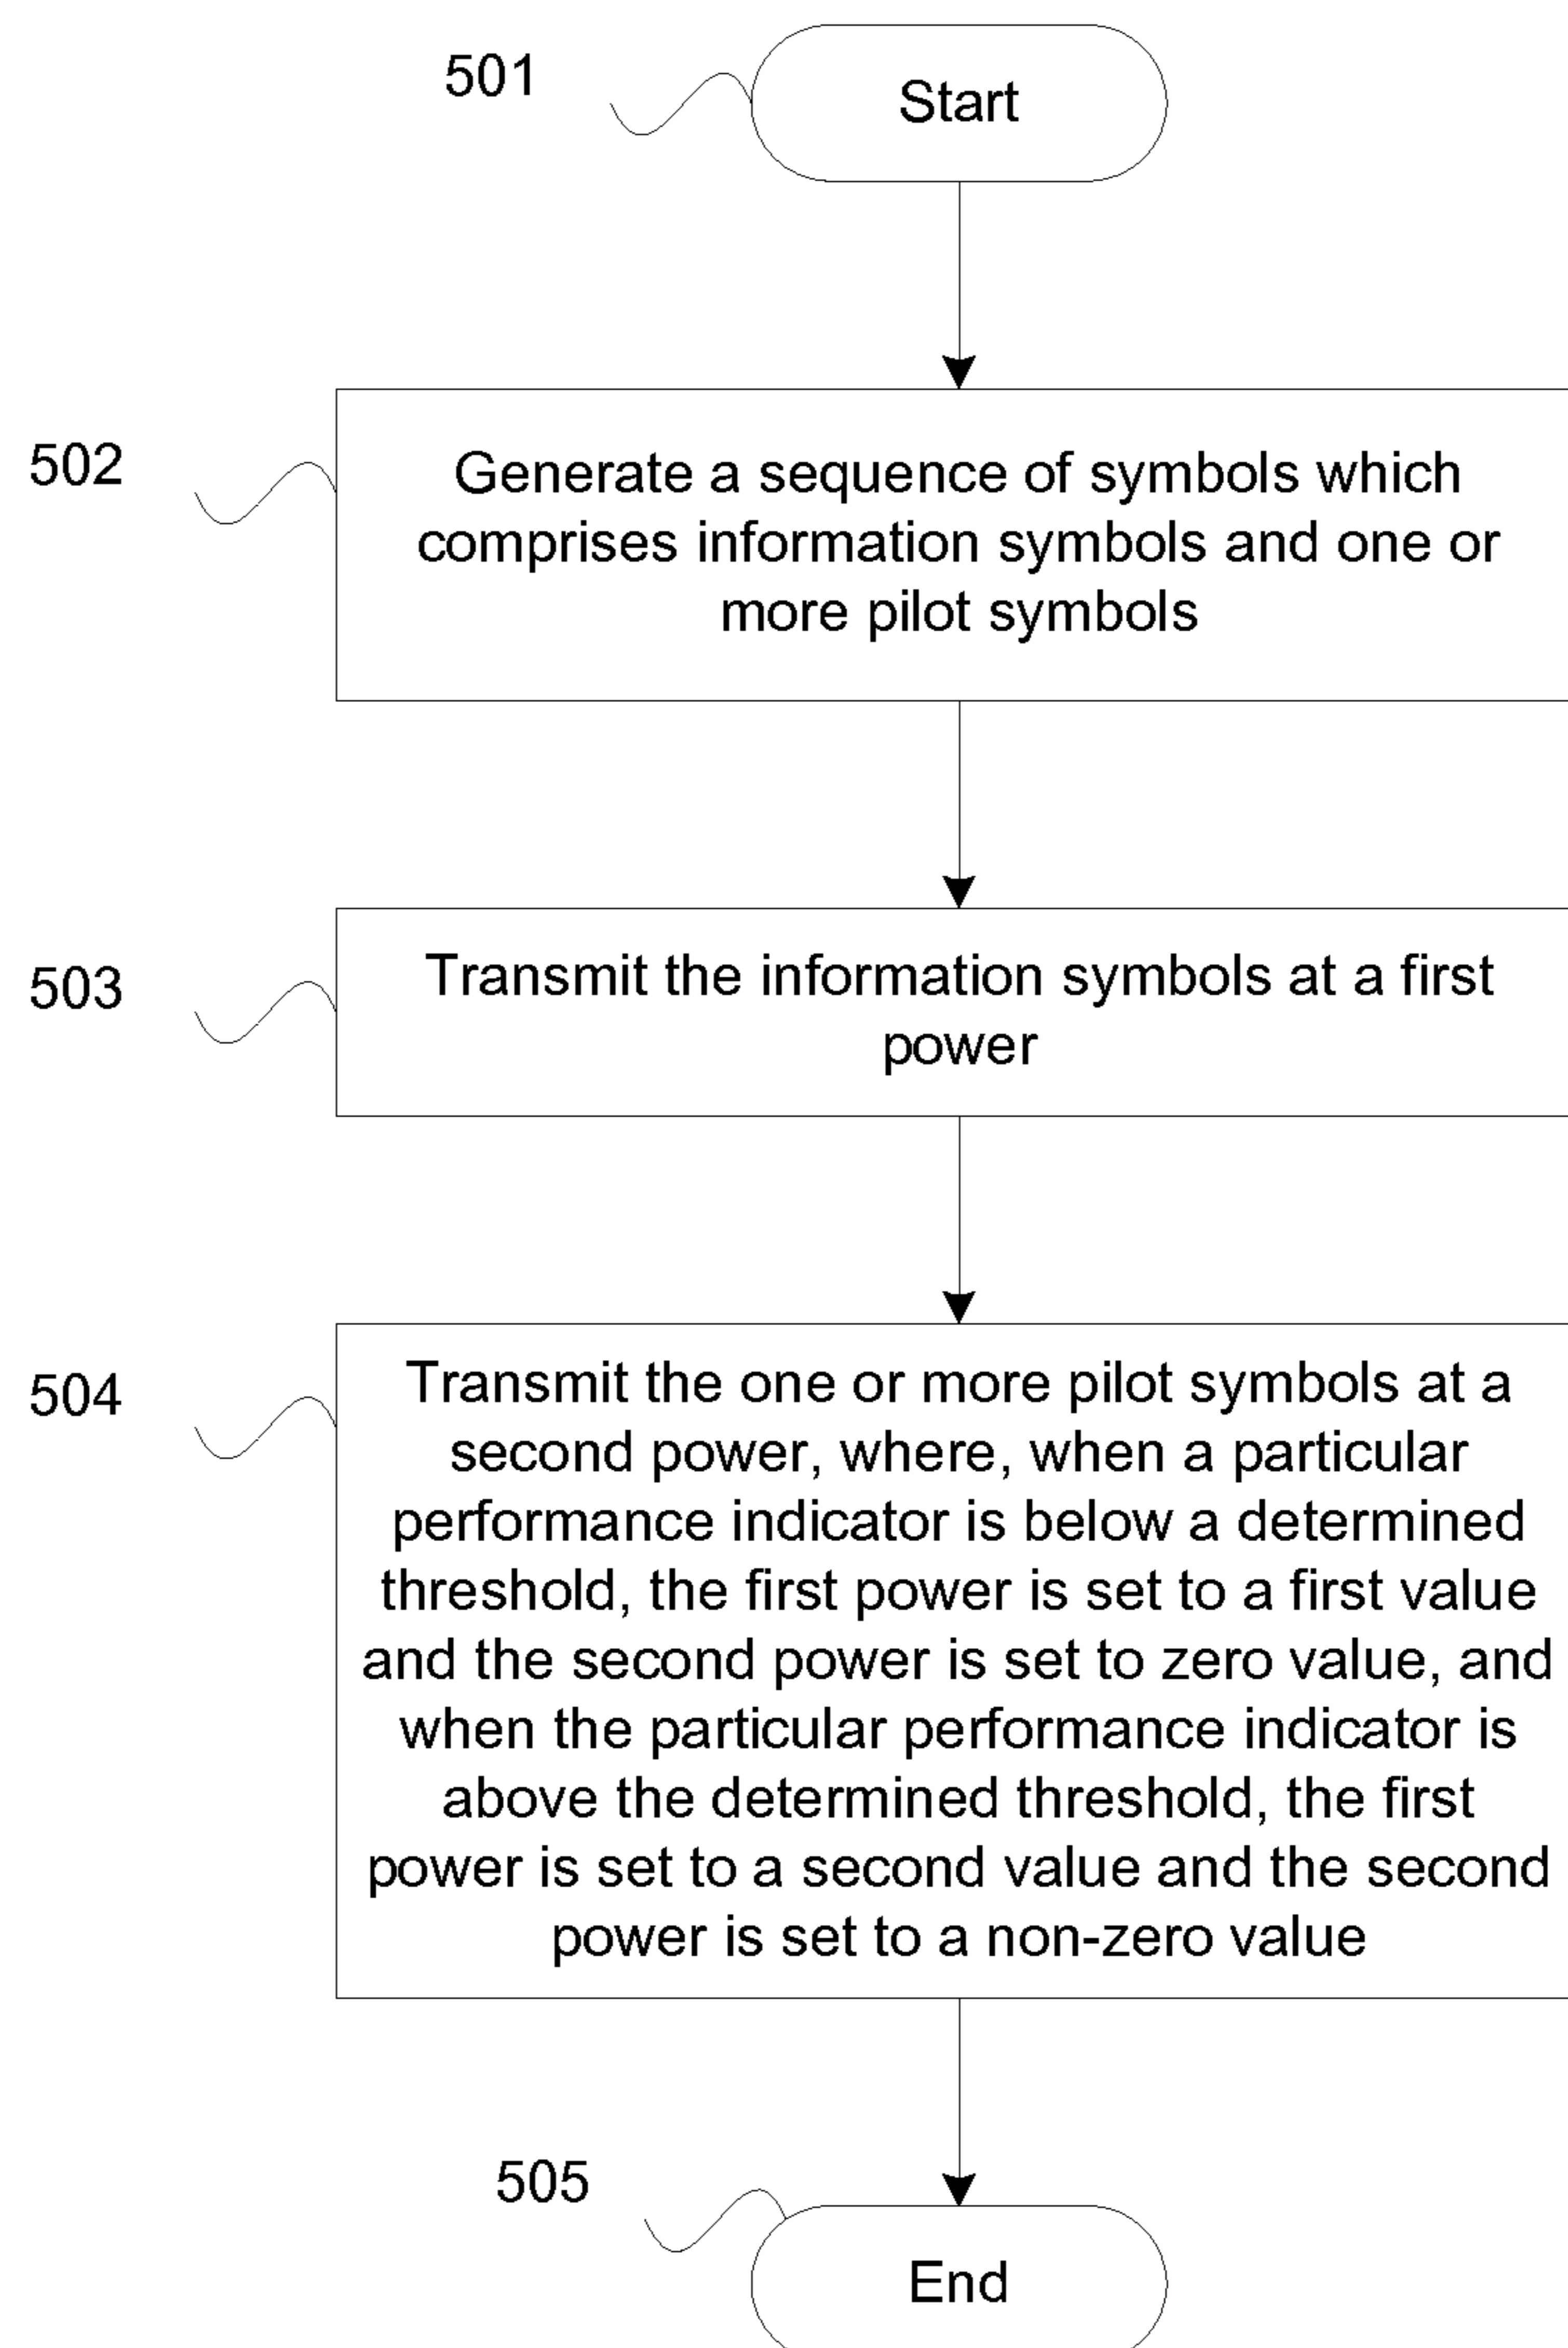 501
Start
502
Generate a sequence of symbols which
comprises information symbols and one or
more pilot symbols
503
Transmit the information symbols at a first
power
504
Transmit the one or more pilot symbols at a
second power, where, when a particular
performance indicator is below a determined
threshold, the first power is set to a first value
and the second power is set to zero value, and
when the particular performance indicator is
above the determined threshold, the first
power is set to a second value and the second
power is set to a non-zero value
505
End